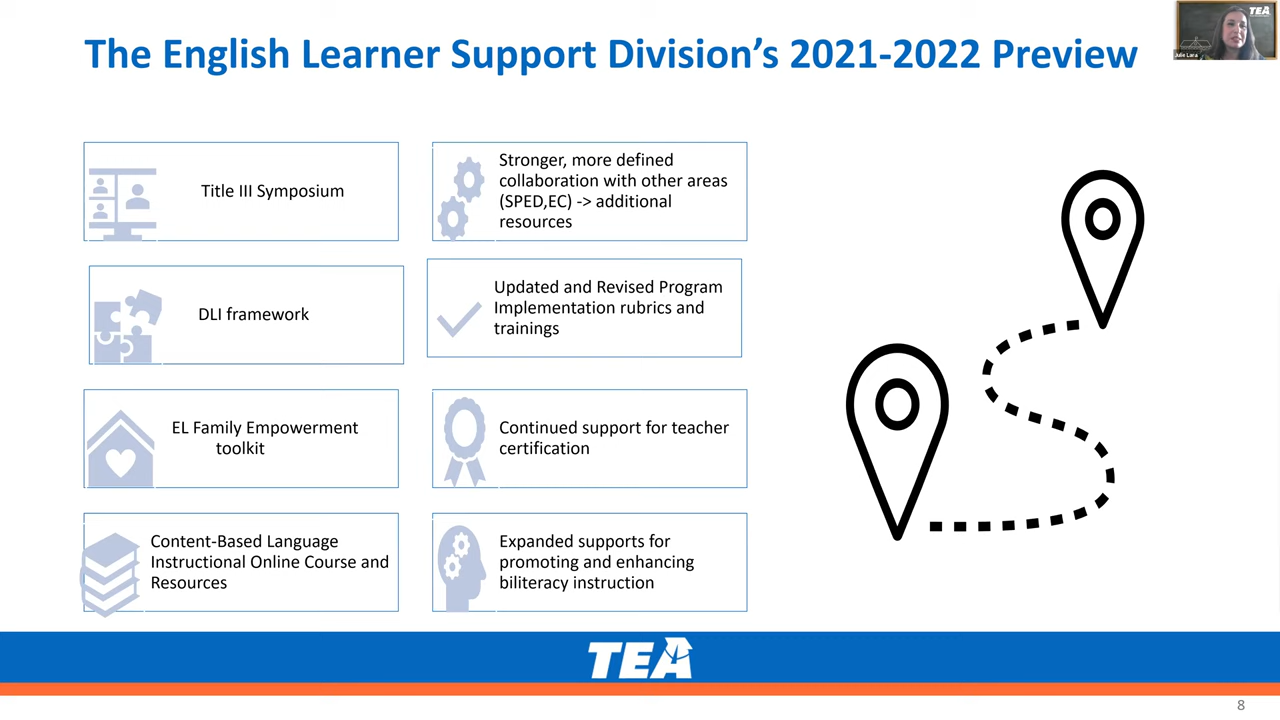 The English Learner Support Division's 2021-2022 Preview
TEA
Julie Lara
Title III Symposium
Stronger, more defined
collaboration with other areas
(SPED,EC) -> additional
resources
DLI framework
Updated and Revised Program
Implementation rubrics and
trainings
EL Family Empowerment
toolkit
Continued support for teacher
certification
Content-Based Language
Instructional Online Course and
Resources
Expanded supports for
promoting and enhancing
biliteracy instruction
TEA
8